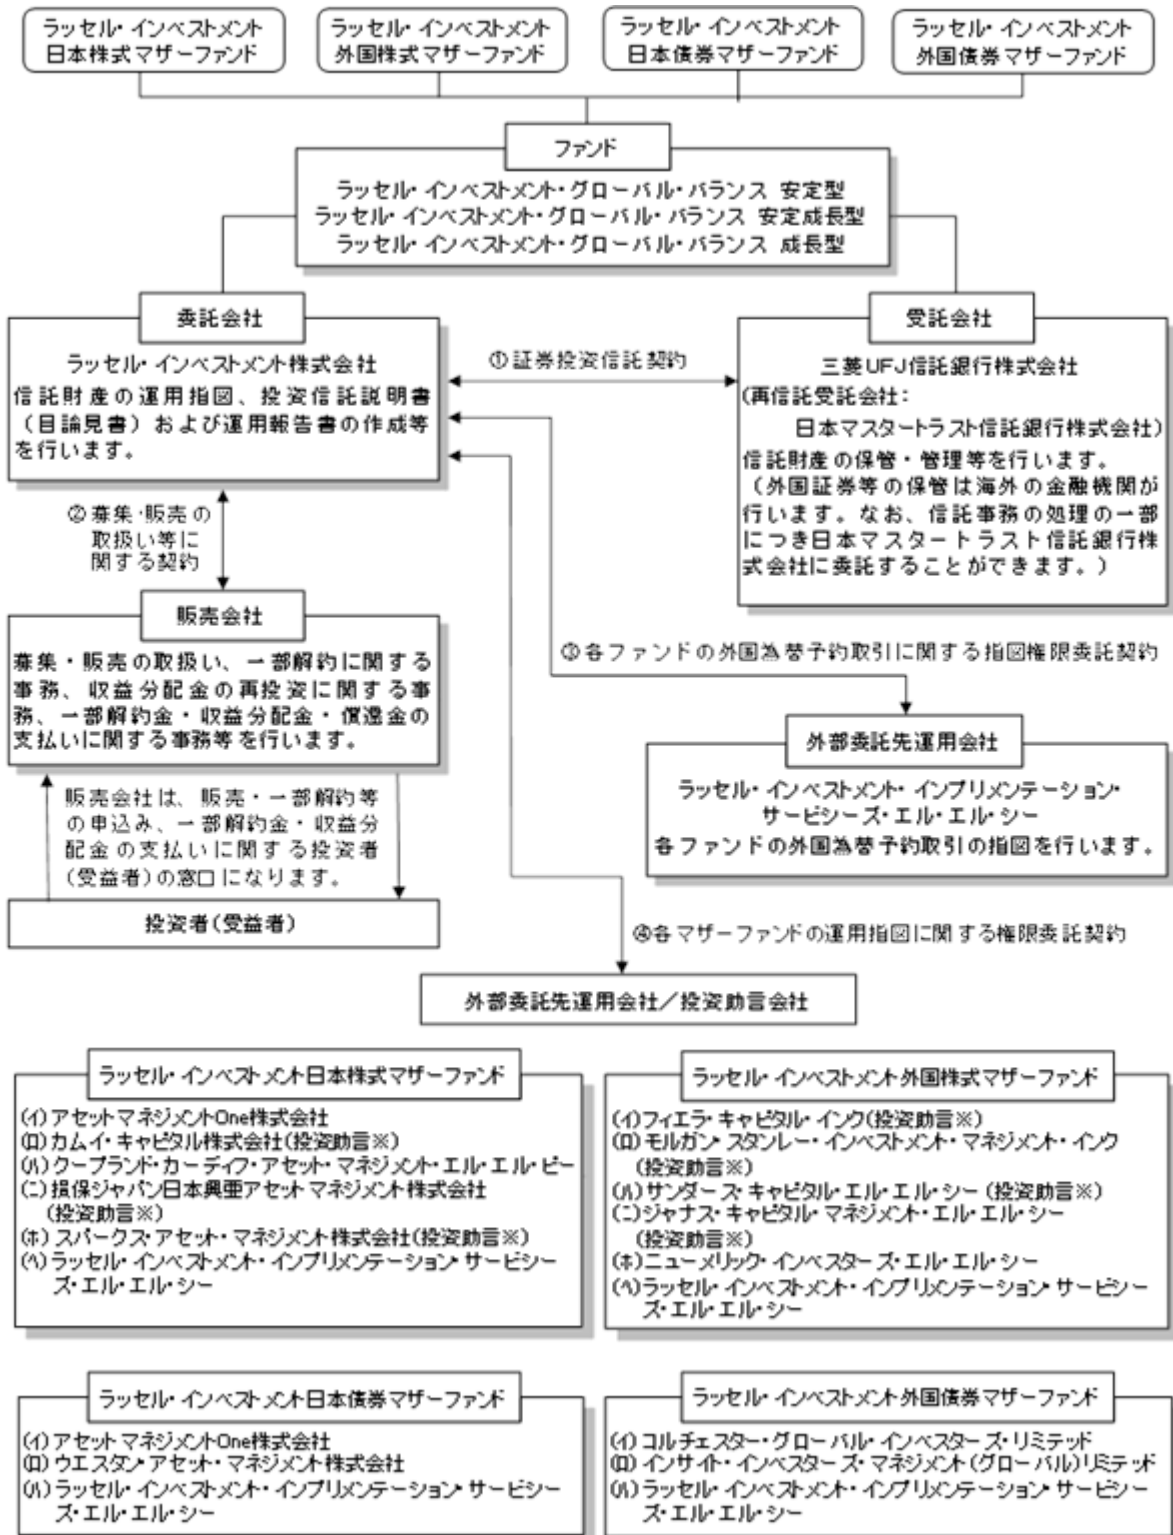 ラッセル・インベストメント
日本株式マザーファンド
ラッセル・インベストメント
外国株式マザーファンド
ラッセル・インベストメント
日本債券マザーファンド
ラッセル・インベストメント
外国債券マザーファンド
ファンド
ラッセル・インベストメント・グローバル・バランス 安定型
ラッセル・インベストメント・グローバル・バランス 安定成長型
ラッセル・インベストメント・グローバル・バランス 成長型
委託会社
ラッセル・インベストメント株式会社
信託財産の運用指図、投資信託説明書
(目論見書)および運用報告書の作成等
を行います。
①証券投資信託契約
受託会社
三菱UFJ信託銀行株式会社
(再信託受託会社:
日本マスタートラスト信託銀行株式会社)
信託財産の保管・管理等を行います。
(外国証券等の保管は海外の金融機関が
行います。なお、信託事務の処理の一部
につき日本マスタートラスト信託銀行株
式会社に委託することができます。)
②募集・販売の
取扱い等に
関する契約
販売会社
募集・販売の取扱い、一部解約に関する
事務、収益分配金の再投資に関する事
務、一部解約金・収益分配金・償還金の
支払いに関する事務等を行います。
③各ファンドの外国為替予約取引に関する指図権限委託契約
外部委託先運用会社
ラッセル・インベストメント・インプリメンテーション・
サービシーズ・エル・エル・シー
各ファンドの外国為替予約取引の指図を行います。
販売会社は、販売・一部解約等
の申込み、一部解約金・収益分
配金の支払いに関する投資者
(受益者)の窓口になります。
投資者(受益者)
④各マザーファンドの運用指図に関する権限委託契約
外部委託先運用会社/投資助言会社
ラッセル・インベストメント日本株式マザーファンド
(イ)アセットマネジメントOne株式会社
(ロ)カムイ・キャピタル株式会社(投資助言※)
(ハ)クープランド・カーディフ・アセット・マネジメント・エル・エル・ピー
(ニ)損保ジャパン日本興亜アセットマネジメント株式会社
(投資助言※)
(ホ)スパークス・アセット・マネジメント株式会社(投資助言※)
(ヘ)ラッセル・インベストメント・インプリメンテーション・サービシー
ズ・エル・エル・シー
ラッセル・インベストメント外国株式マザーファンド
(イ)フィエラ・キャピタル・インク(投資助言※)
(ロ)モルガン・スタンレー・インベストメント・マネジメント・インク
(投資助言※)
(ハ)サンダーズ・キャピタル・エル・エル・シー(投資助言※)
(ニ)ジャナス・キャピタル・マネジメント・エル・エル・シー
(投資助言※)
(ホ)ニューメリック・インベスターズ・エル・エル・シー
(ヘ)ラッセル・インベストメント・インプリメンテーション・サービシー
ズ・エル・エル・シー
ラッセル・インベストメント日本債券マザーファンド
(イ)アセットマネジメントOne株式会社
(ロ)ウエスタン・アセット・マネジメント株式会社
(ハ)ラッセル・インベストメント・インプリメンテーション・サービシー
ズ・エル・エル・シー
ラッセル・インベストメント外国債券マザーファンド
(イ)コルチェスター・グローバル・インベスターズ・リミテッド
(ロ)インサイト・インベスターズ・マネジメント(グローバル)リミテッド
(ハ)ラッセル・インベストメント・インプリメンテーション・サービシー
ズ・エル・エル・シー